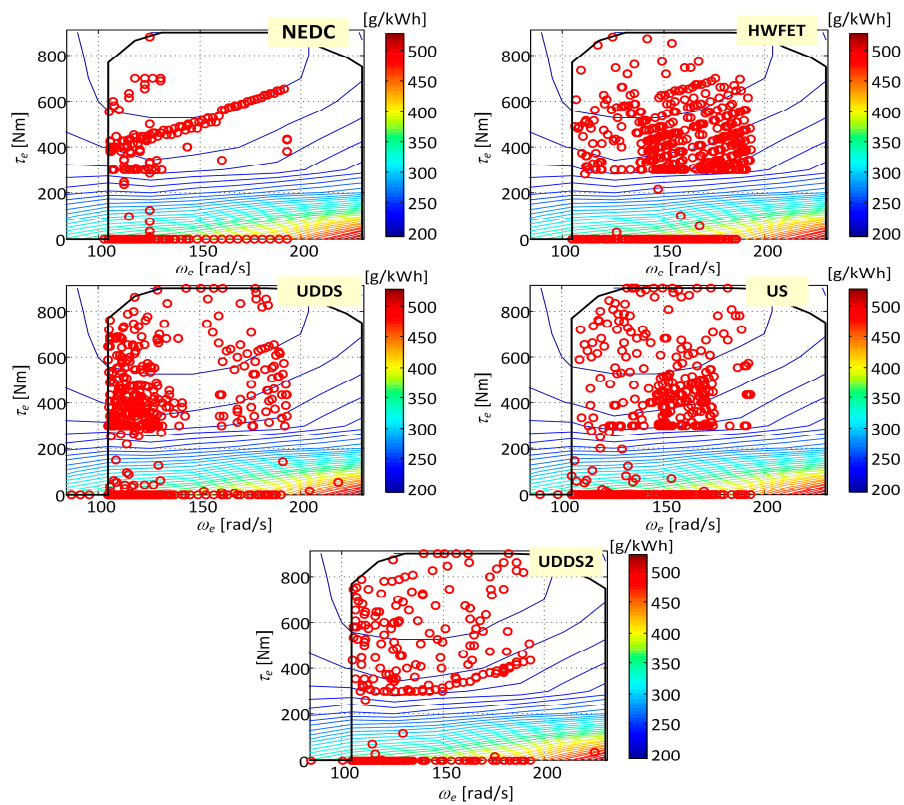 [g/kWh] [g/kWh]
NEDC HWFET
800 500 800 500
450 450
600 600
400 400
τe [Nm] 400 350 τe [Nm] 400 350
300 300
200 250 200 250
0 200 0 200
100 150 200 100 150 200
ωe [rad/s] ωe [rad/s]
[g/kWh] [g/kWh]
UDDS US
800 500 800 500
450 450
600 600
400 400
τe [Nm] 400 350 τe [Nm] 400 350
300 300
200 250 200 250
0 200 0 200
100 150 200 100 150 200
ωe [rad/s] ωe [rad/s]
[g/kWh]
UDDS2
800 500
450
600
400
τe [Nm] 400 350
300
200 250
0 200
100 150 200
ωe [rad/s]